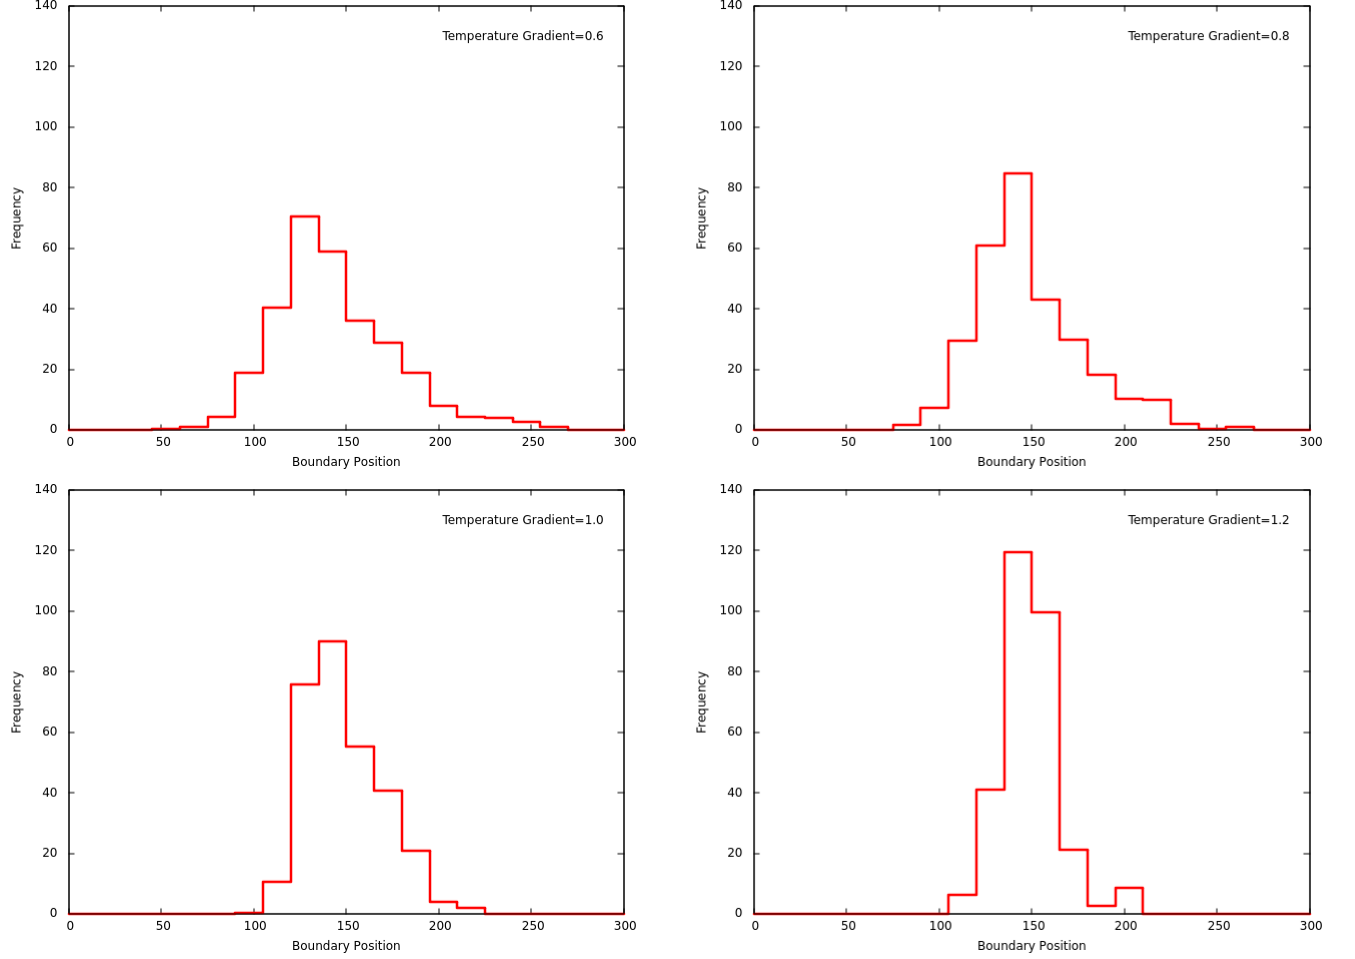 140
120
100
80
60
40
20
0
Frequency
Temperature Gradient=0.6
0 50 100 150 200 250 300
Boundary Position
140
120
100
80
60
40
20
0
Frequency
Temperature Gradient=0.8
0 50 100 150 200 250 300
Boundary Position
140
120
100
80
60
40
20
0
Frequency
Temperature Gradient=1.0
0 50 100 150 200 250 300
Boundary Position
140
120
100
80
60
40
20
0
Frequency
Temperature Gradient=1.2
0 50 100 150 200 250 300
Boundary Position